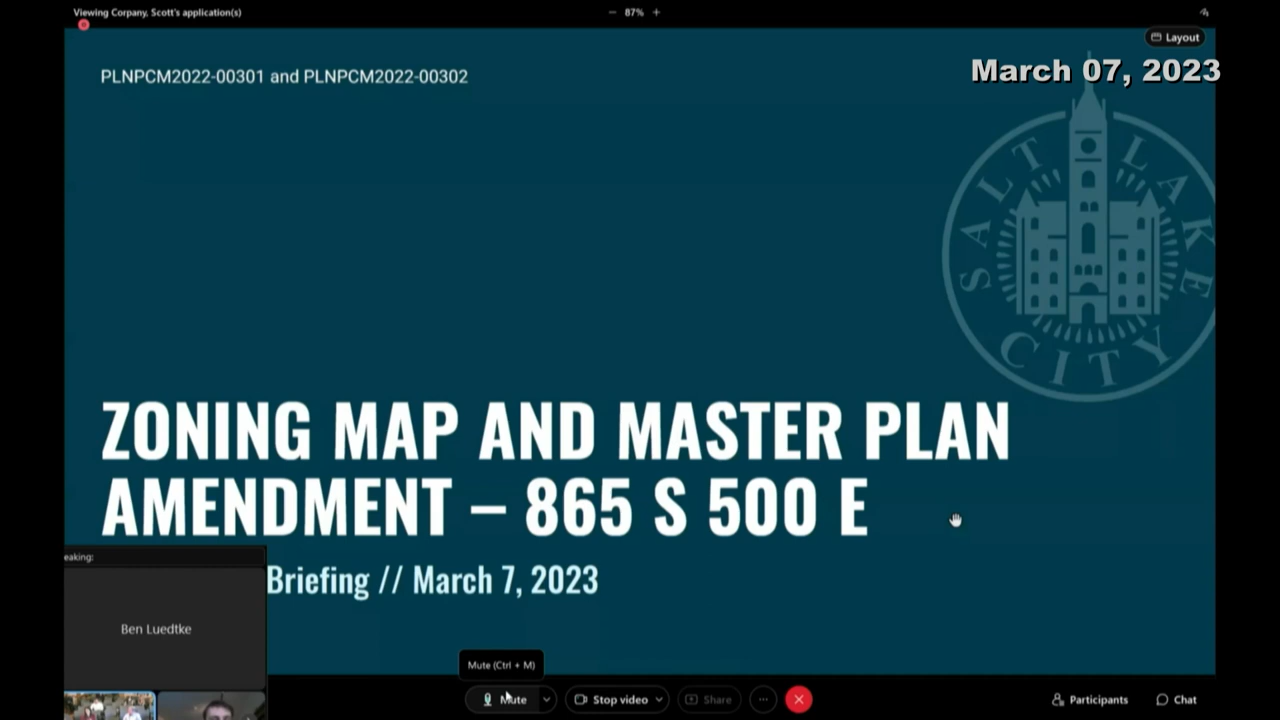 Viewing Corpany, Scott's application(s)
87%
Layout
March 07, 2023
PLNPCM2022-00301 and PLNPCM2022-00302
SALT LAKE CITY
ZONING MAP AND MASTER PLAN
AMENDMENT – 865 S 500 E
Briefing // March 7, 2023
eaking:
Ben Luedtke
Mute (Ctrl + M)
Mute
Stop video
Share
Participants
Chat